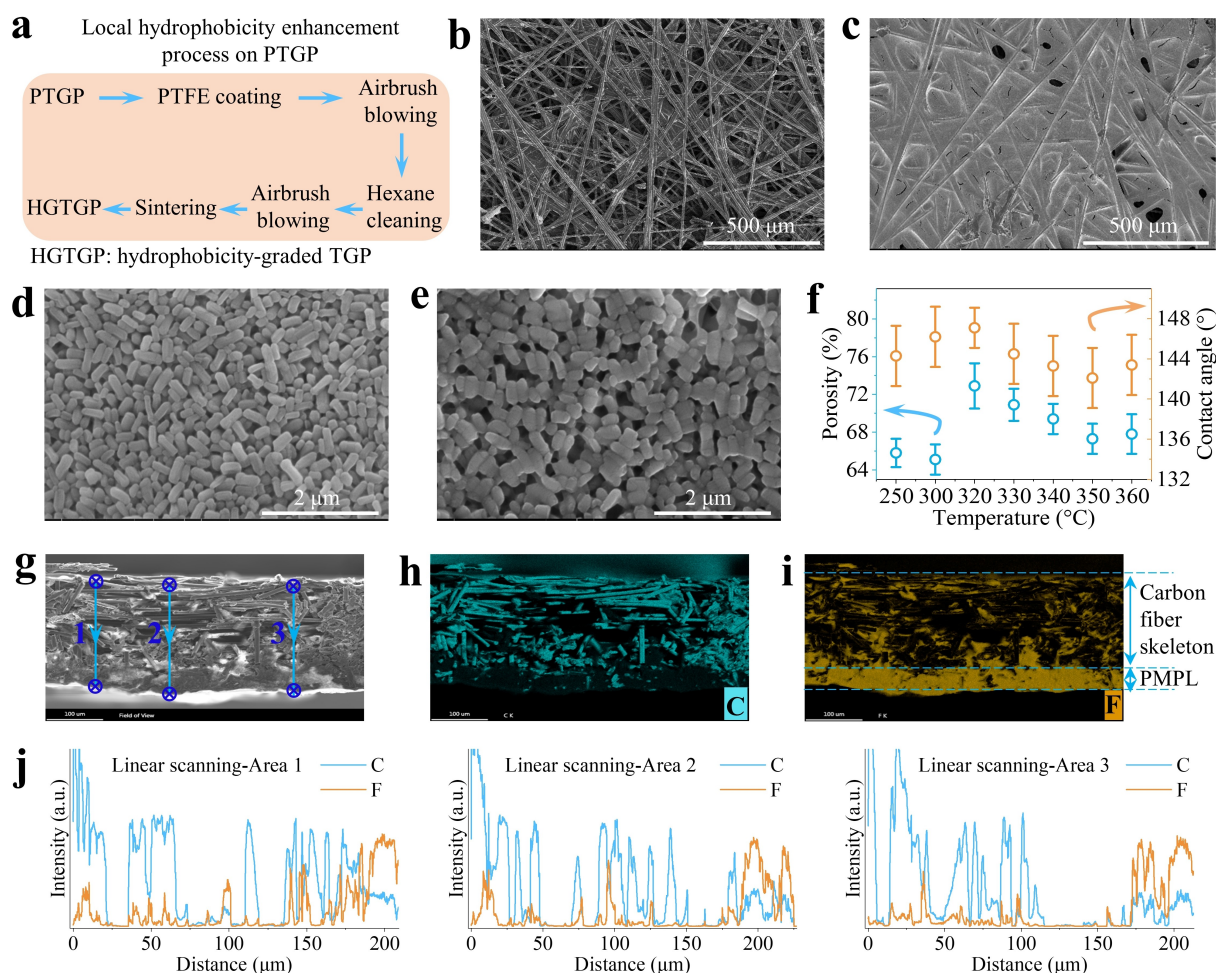 a
Local hydrophobicity enhancement
process on PTGP
PTGP
PTFE coating
Airbrush
blowing
HGTGP
Sintering
Airbrush
blowing
Hexane
cleaning
HGTGP: hydrophobicity-graded TGP
b
500 μm
c
500 μm
d
2 μm
e
2 μm
f
80
76
72
68
64
Porosity (%)
148
144
140
136
132
Contact angle (°)
250 300 320 330 340 350 360
Temperature (°C)
g
1
2
3
100 μm
Field of View
h
100 μm
C K
C
i
100 μm
F K
F
Carbon
fiber
skeleton
PMPL
j
Linear scanning-Area 1
C
F
Intensity (a.u.)
0 50 100 150 200
Distance (μm)
Linear scanning-Area 2
C
F
Intensity (a.u.)
0 50 100 150 200
Distance (μm)
Linear scanning-Area 3
C
F
Intensity (a.u.)
0 50 100 150 200
Distance (μm)